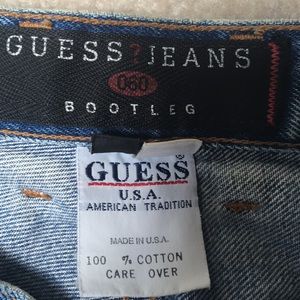 GUESS ? JEANS
060
BOOTLEG
GUESS
U.S.A.
AMERICAN TRADITION
MADE IN U.S.A.
100 % COTTON
CARE OVER